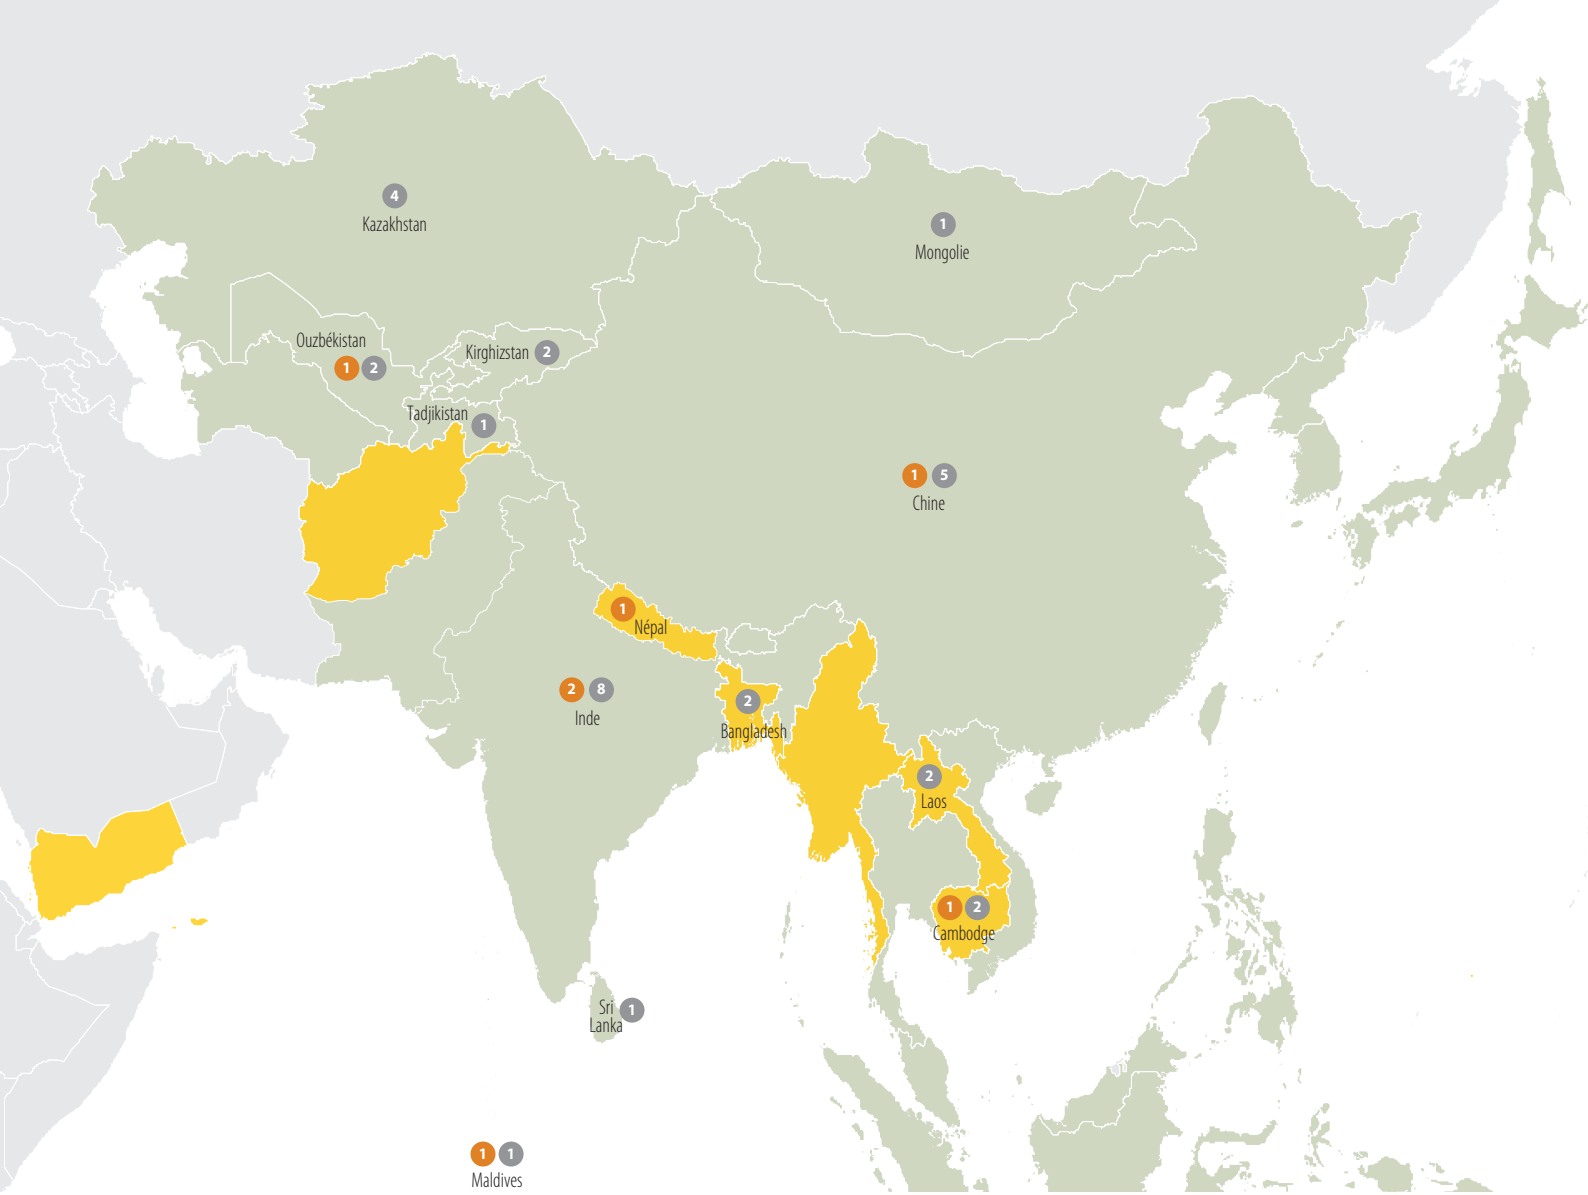 4
Kazakhstan
1
Mongolie
Ouzbékistan
1 2
Kirghizstan 2
Tadjikistan 1
1 5
Chine
1
Népal
2 8
Inde
2
Bangladesh
2
Laos
1 2
Cambodge
Sri
Lanka
1
1 1
Maldives